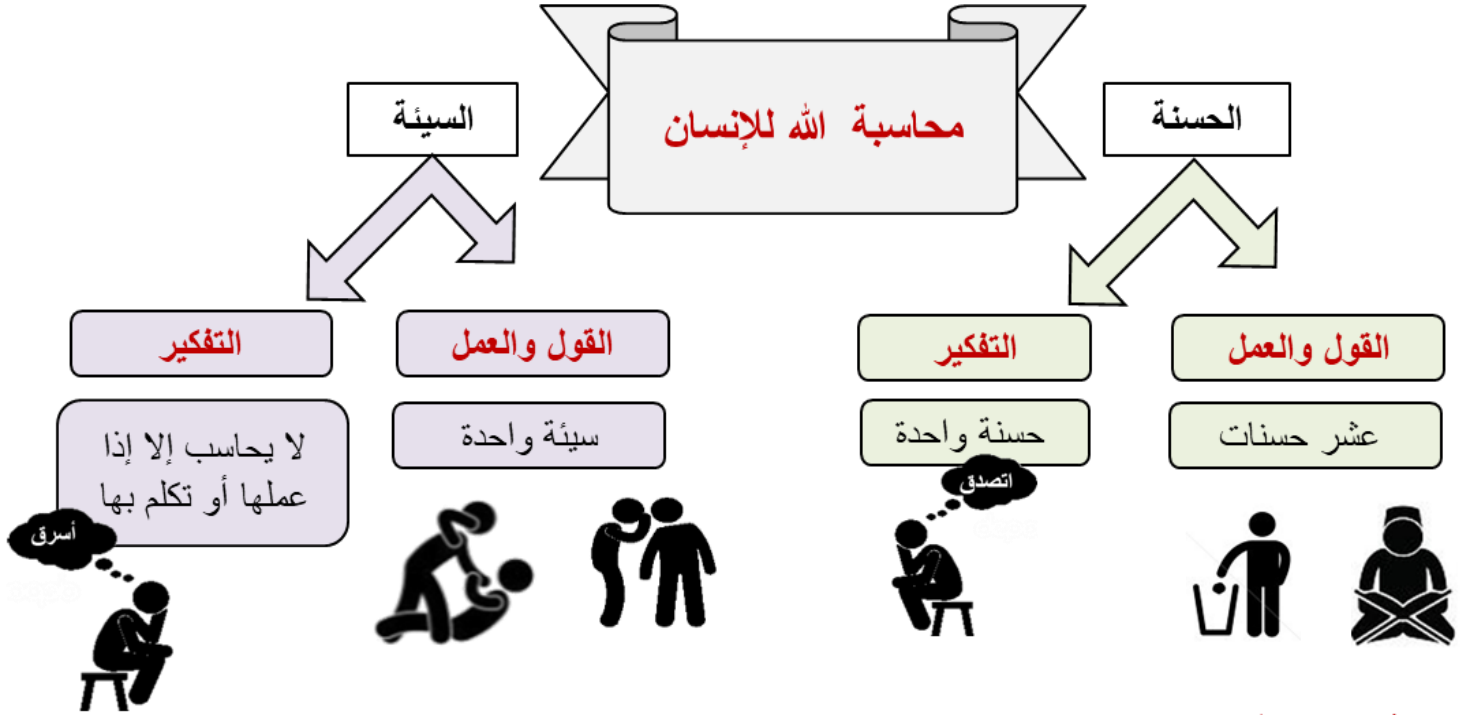 محاسبة الله للإنسان
الحسنة
السيئة
القول والعمل
التفكير
القول والعمل
التفكير
عشر حسنات
حسنة واحدة
سيئة واحدة
لا يحاسب إلا إذا
عملها أو تكلم بها
اتصدق
أسرق